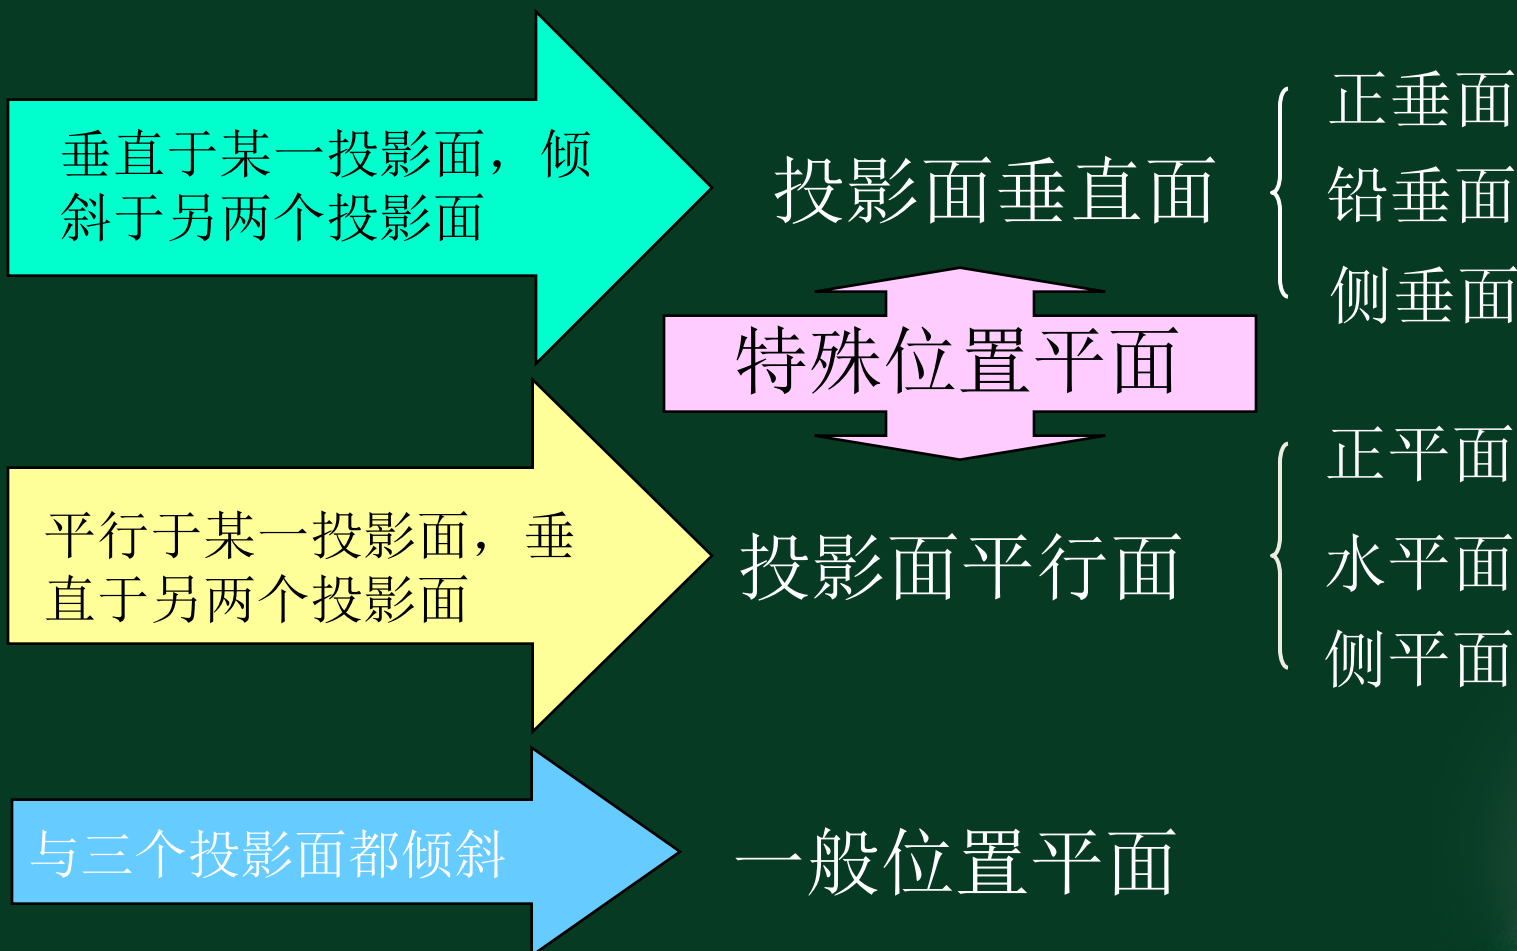 垂直于某一投影面，倾
斜于另两个投影面
投影面垂直面
正垂面
铅垂面
侧垂面
特殊位置平面
平行于某一投影面，垂
直于另两个投影面
投影面平行面
正平面
水平面
侧平面
与三个投影面都倾斜
一般位置平面